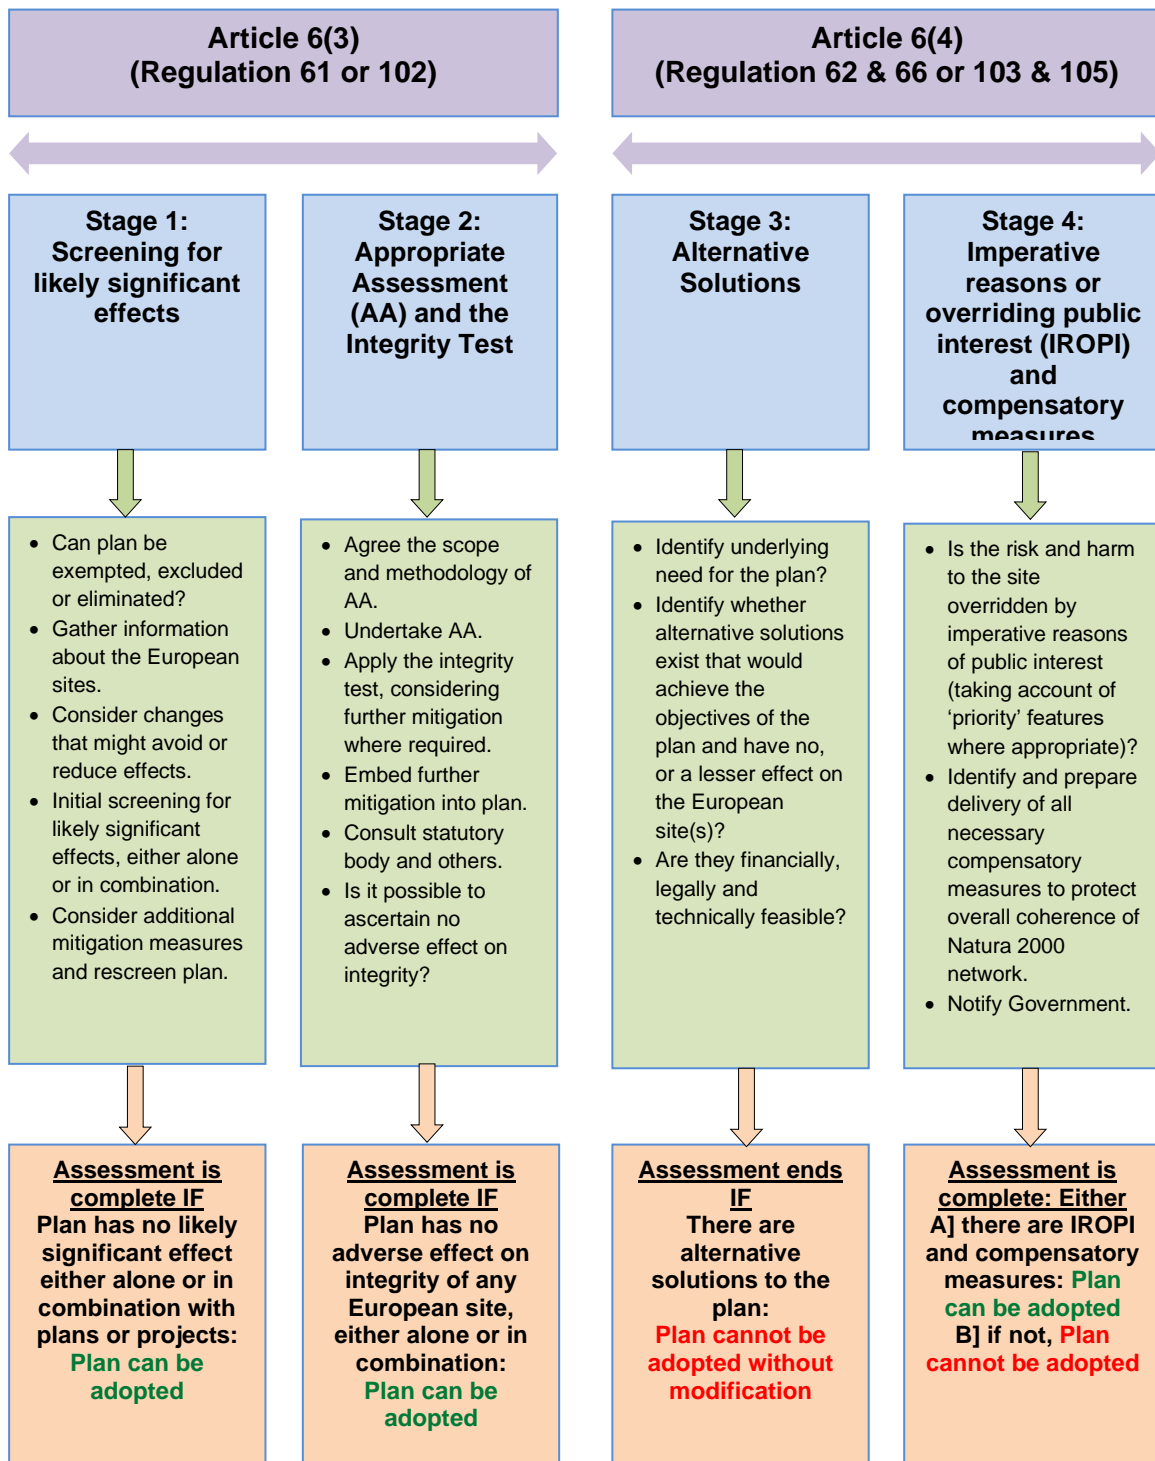 Article 6(3)
(Regulation 61 or 102)
Article 6(4)
(Regulation 62 & 66 or 103 & 105)
Stage 1:
Screening for
likely significant
effects
Stage 2:
Appropriate
Assessment
(AA) and the
Integrity Test
Stage 3:
Alternative
Solutions
Stage 4:
Imperative
reasons or
overriding public
interest (IROPI)
and
compensatory
measures
• Can plan be
exempted, excluded
or eliminated?
• Gather information
about the European
sites.
• Consider changes
that might avoid or
reduce effects.
• Initial screening for
likely significant
effects, either alone
or in combination.
• Consider additional
mitigation measures
and rescreen plan.
• Agree the scope
and methodology of
AA.
• Undertake AA.
• Apply the integrity
test, considering
further mitigation
where required.
• Embed further
mitigation into plan.
• Consult statutory
body and others.
• Is it possible to
ascertain no
adverse effect on
integrity?
• Identify underlying
need for the plan?
• Identify whether
alternative solutions
exist that would
achieve the
objectives of the
plan and have no,
or a lesser effect on
the European
site(s)?
• Are they financially,
legally and
technically feasible?
• Is the risk and harm
to the site
overridden by
imperative reasons
of public interest
(taking account of
‘priority’ features
where appropriate)?
• Identify and prepare
delivery of all
necessary
compensatory
measures to protect
overall coherence of
Natura 2000
network.
• Notify Government.
Assessment is
complete IF
Plan has no likely
significant effect
either alone or in
combination with
plans or projects:
Plan can be
adopted
Assessment is
complete IF
Plan has no
adverse effect on
integrity of any
European site,
either alone or in
combination:
Plan can be
adopted
Assessment ends
IF
There are
alternative
solutions to the
plan:
Plan cannot be
adopted without
modification
Assessment is
complete: Either
A] there are IROPI
and compensatory
measures: Plan
can be adopted
B] if not, Plan
cannot be adopted